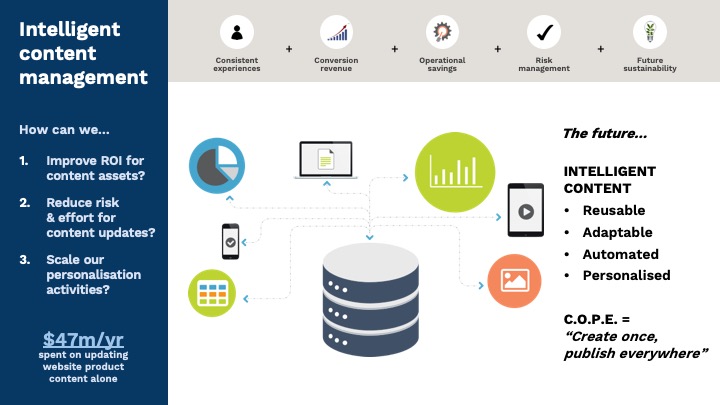 Intelligent
content
management
How can we...
1. Improve ROI for
content assets?
2. Reduce risk
& effort for
content updates?
3. Scale our
personalisation
activities?
$47m/yr
spent on updating
website product
content alone
Consistent
experiences
+
Conversion
revenue
+
Operational
savings
+
Risk
management
+
Future
sustainability
The future...
INTELLIGENT
CONTENT
• Reusable
• Adaptable
• Automated
• Personalised
C.O.P.E. =
“Create once,
publish everywhere”